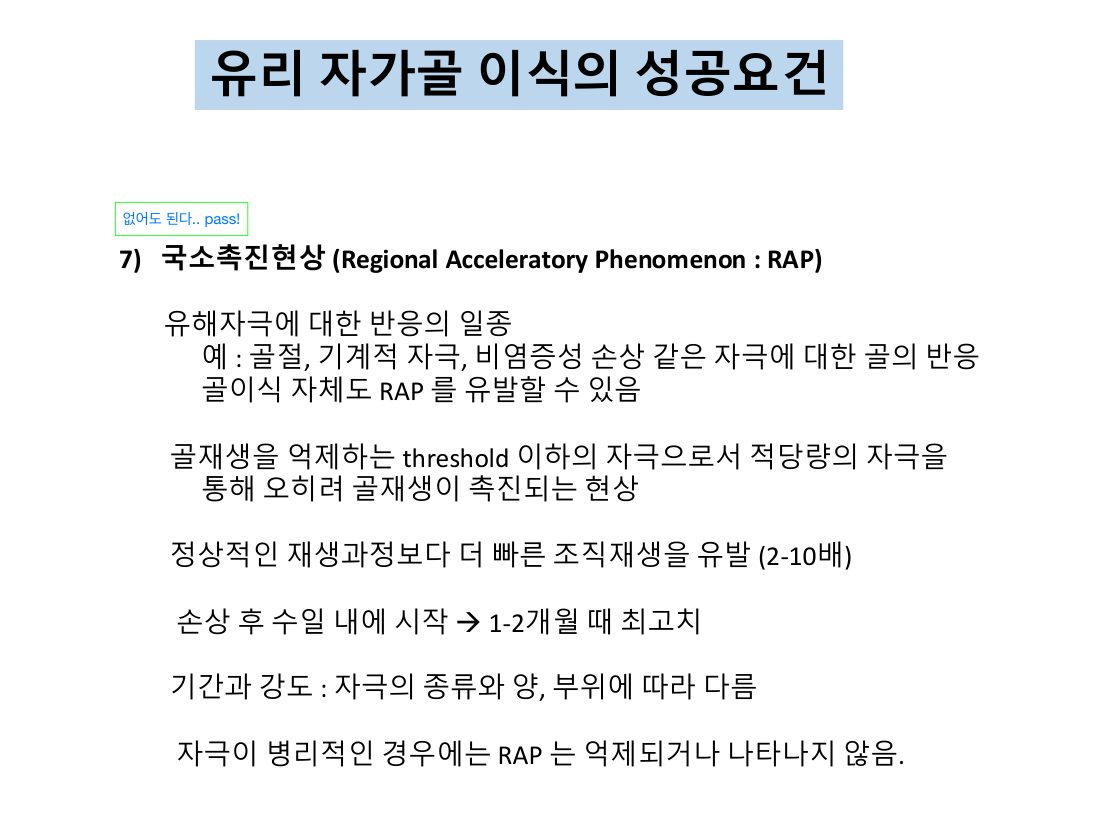 유리 자가골 이식의 성공요건
없어도 된다.. pass!
7) 국소촉진현상 (Regional Acceleratory Phenomenon : RAP)
유해자극에 대한 반응의 일종
예 : 골절, 기계적 자극, 비염증성 손상 같은 자극에 대한 골의 반응
골이식 자체도 RAP 를 유발할 수 있음
골재생을 억제하는 threshold 이하의 자극으로서 적당량의 자극을
통해 오히려 골재생이 촉진되는 현상
정상적인 재생과정보다 더 빠른 조직재생을 유발 (2-10배)
손상 후 수일 내에 시작 → 1-2개월 때 최고치
기간과 강도 : 자극의 종류와 양, 부위에 따라 다름
자극이 병리적인 경우에는 RAP 는 억제되거나 나타나지 않음.